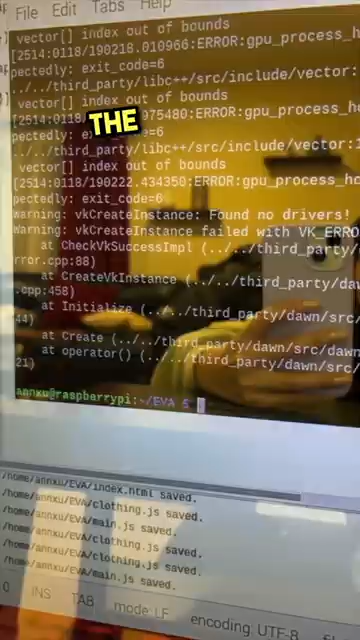 File Edit Tabs Help
vector[] index out of bounds
[2514:0118/190218.010966:ERROR:gpu_process_ho
pectedly: exit_code=6
../../third_party/libc++/src/include/vector:
vector[] index out of bounds
[2514:0118/ 975480:ERROR:gpu_process_h
THE
pectedly: e =6
../../third_party/libc++/src/include/vector:1
vector[] index out of bounds
[2514:0118/190222.434350:ERROR:gpu_process_ho
pectedly: exit_code=6
Warning: vkCreateInstance: Found no drivers!
Warning: vkCreateInstance failed with VK_ERRO
at CheckVkSuccessImpl (../../third_party/
rror.cpp:88)
at CreateVkInstance (../../third_party/daw
.cpp:458)
at Initialize (../../third_party/dawn/src
44)
at Create (../../third_party/dawn/src/dawn
at operator() (../../third_party/dawn/src/
21)
annxu@raspberrypi:~/EVA $
/home/annxu/EVA/index.html saved.
/home/annxu/EVA/clothing.js saved.
/home/annxu/EVA/main.js saved.
/home/annxu/EVA/clothing.js saved.
/home/annxu/EVA/clothing.js saved.
/home/annxu/EVA/main.js saved.
0 INS TAB mode: LF encoding: UTF-8